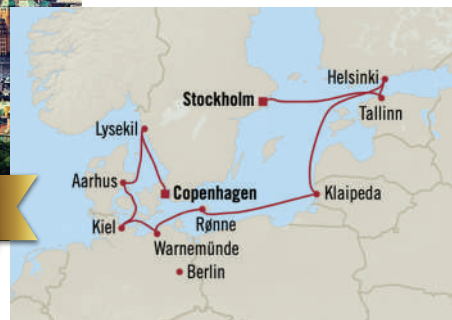 Helsinki
Stockholm
Tallinn
Lysekil
Aarhus
Copenhagen
Klaipeda
Kiel
Rønne
Warnemünde
Berlin